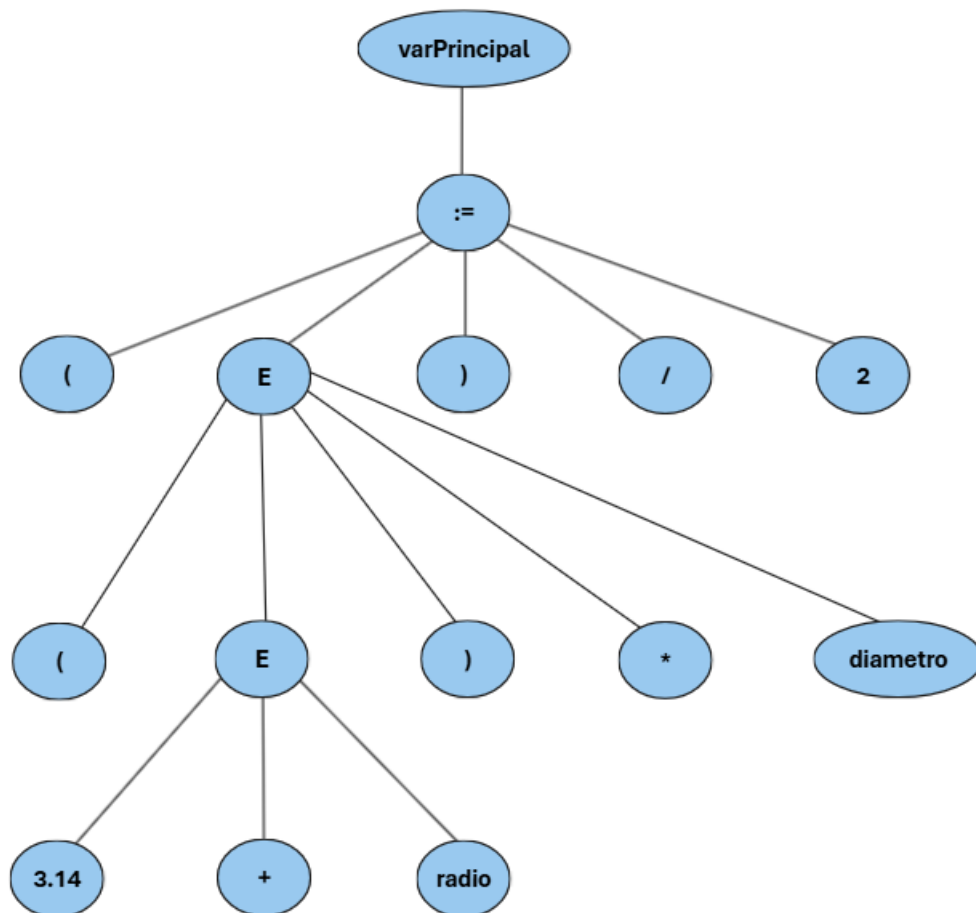 varPrincipal
:=
( E ) / 2
( E ) * diametro
3.14 + radio